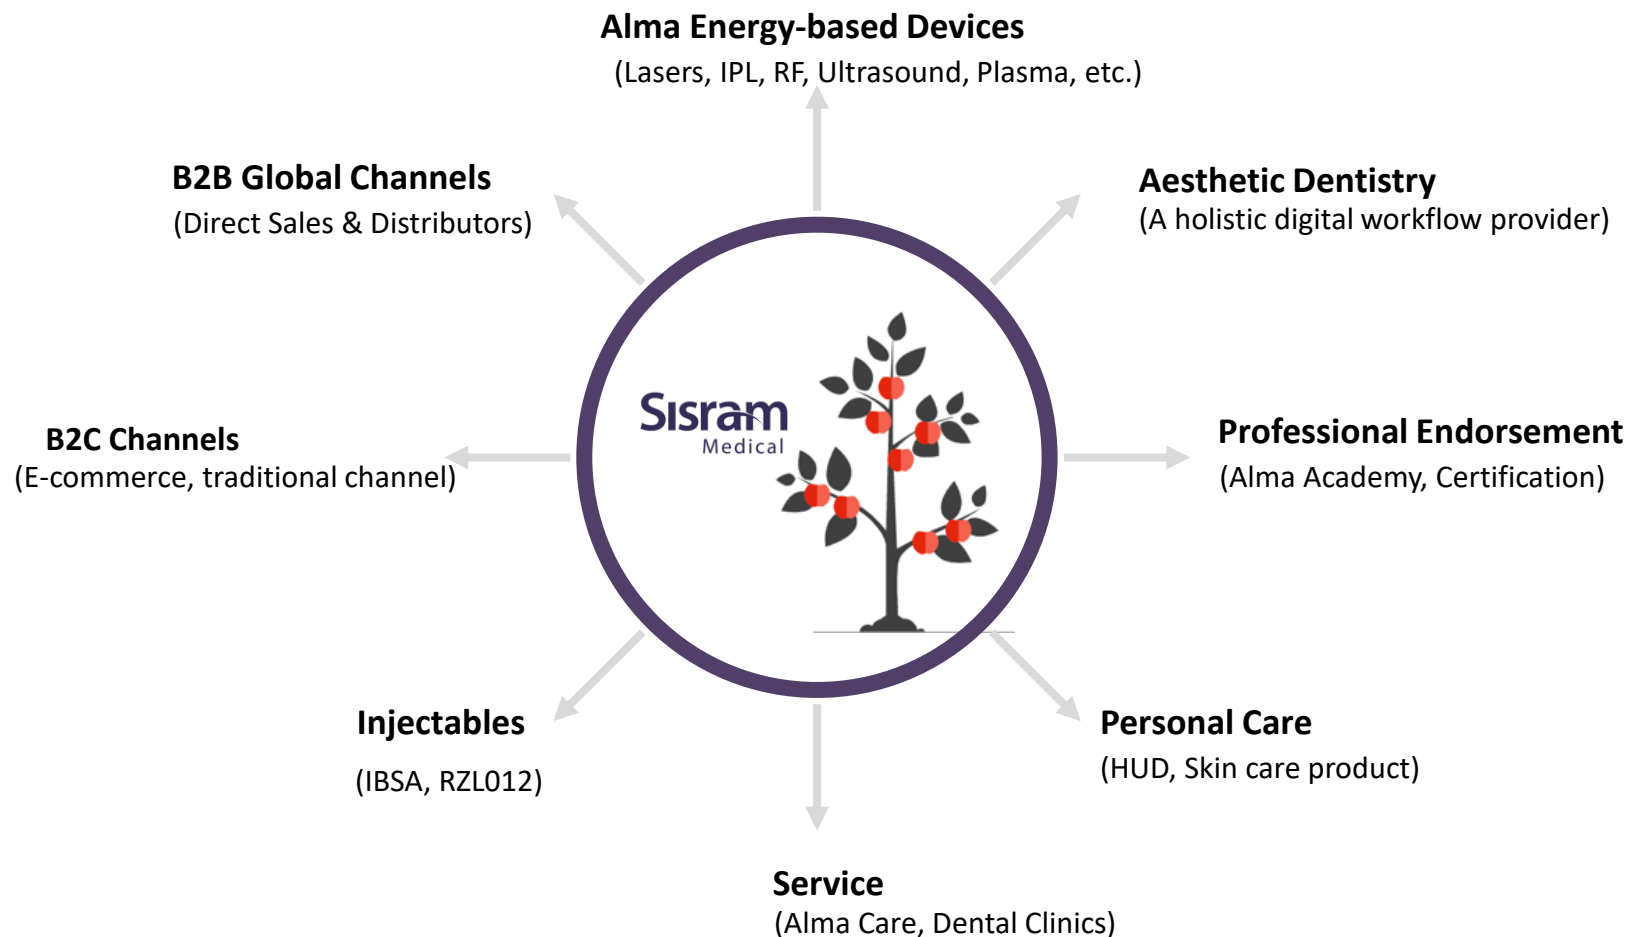 Alma Energy-based Devices
(Lasers, IPL, RF, Ultrasound, Plasma, etc.)
B2B Global Channels
(Direct Sales & Distributors)
Aesthetic Dentistry
(A holistic digital workflow provider)
Sisram
Medical
B2C Channels
(E-commerce, traditional channel)
Professional Endorsement
(Alma Academy, Certification)
Injectables
(IBSA, RZL012)
Personal Care
(HUD, Skin care product)
Service
(Alma Care, Dental Clinics)